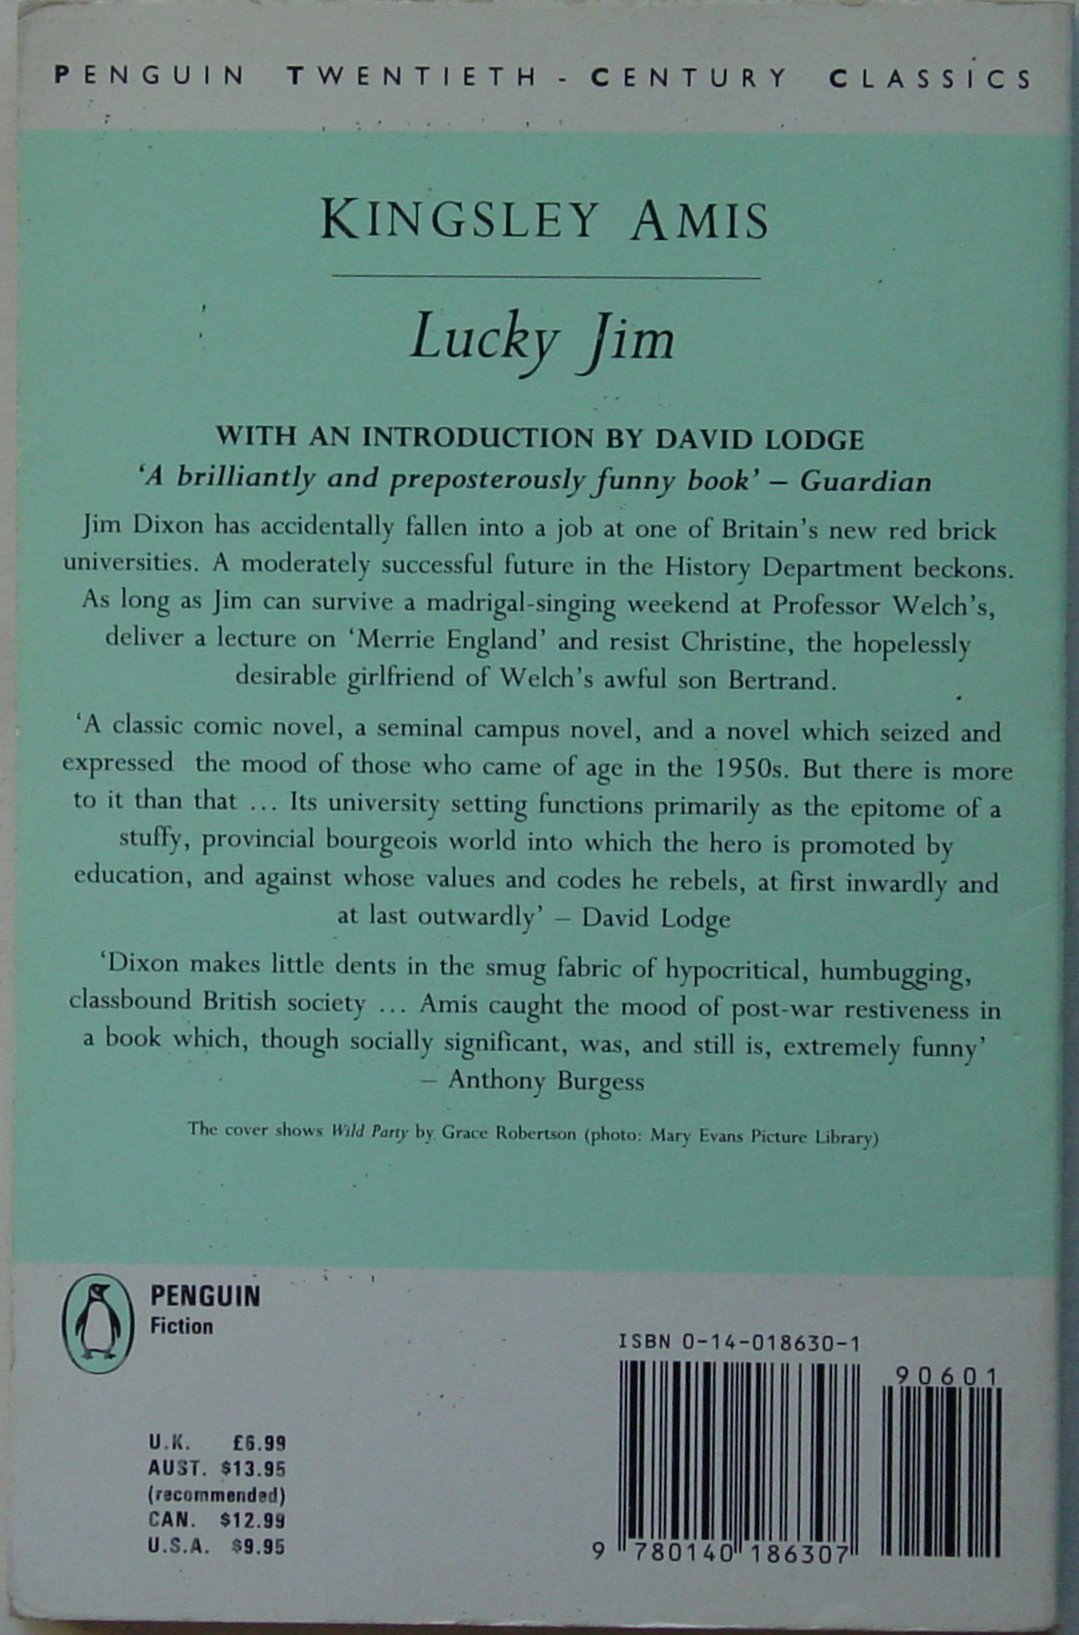 PENGUIN TWENTIETH-CENTURY CLASSICS
KINGSLEY AMIS
Lucky Jim
WITH AN INTRODUCTION BY DAVID LODGE
‘A brilliantly and preposterously funny book’ – Guardian
Jim Dixon has accidentally fallen into a job at one of Britain’s new red brick
universities. A moderately successful future in the History Department beckons.
As long as Jim can survive a madrigal-singing weekend at Professor Welch’s,
deliver a lecture on ‘Merrie England’ and resist Christine, the hopelessly
desirable girlfriend of Welch’s awful son Bertrand.
‘A classic comic novel, a seminal campus novel, and a novel which seized and
expressed the mood of those who came of age in the 1950s. But there is more
to it than that ... Its university setting functions primarily as the epitome of a
stuffy, provincial bourgeois world into which the hero is promoted by
education, and against whose values and codes he rebels, at first inwardly and
at last outwardly’ – David Lodge
‘Dixon makes little dents in the smug fabric of hypocritical, humbugging,
classbound British society ... Amis caught the mood of post-war restiveness in
a book which, though socially significant, was, and still is, extremely funny’
– Anthony Burgess
The cover shows Wild Party by Grace Robertson (photo: Mary Evans Picture Library)
PENGUIN
Fiction
U.K. £6.99
AUST. $13.95
(recommended)
CAN. $12.99
U.S.A. $9.95
ISBN 0-14-018630-1
90601
9 780140 186307